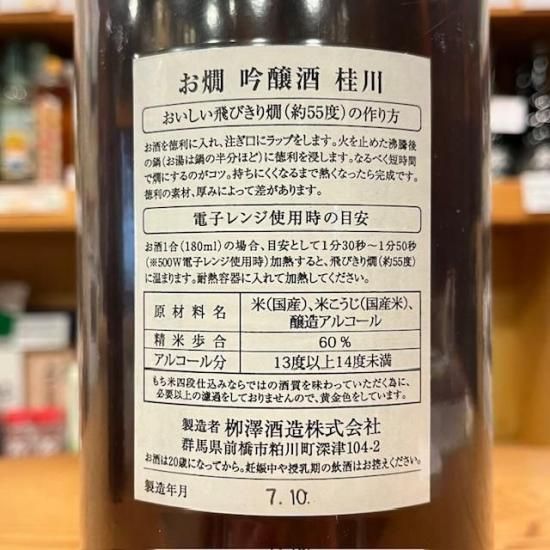 お燗 吟醸酒 桂川
おいしい飛びきり燗(約55度)の作り方
お酒を徳利に入れ、注ぎ口にラップをします。火を止めた沸騰後
の鍋(お湯は鍋の半分ほど)に徳利を浸します。なるべく短時間
で燗にするのがコツ。持ちにくくなるまで熱くなったら完成です。
徳利の素材、厚みによって差があります。
電子レンジ使用時の目安
お酒1合(180ml)の場合、目安として1分30秒~1分50秒
(※500W電子レンジ使用時)加熱すると、飛びきり燗(約55度)
に温まります。耐熱容器に入れて加熱してください。
原材料名 米(国産)、米こうじ(国産米)、
醸造アルコール
精米歩合 60%
アルコール分 13度以上14度未満
もち米四段仕込みならではの酒質を味わっていただく為に、
必要以上の濾過をしておりませんので、黄金色をしています。
製造者 栁澤酒造株式会社
群馬県前橋市粕川町深津104-2
お酒は20歳になってから。妊娠中や授乳期の飲酒はお控えください。
製造年月 7.10.